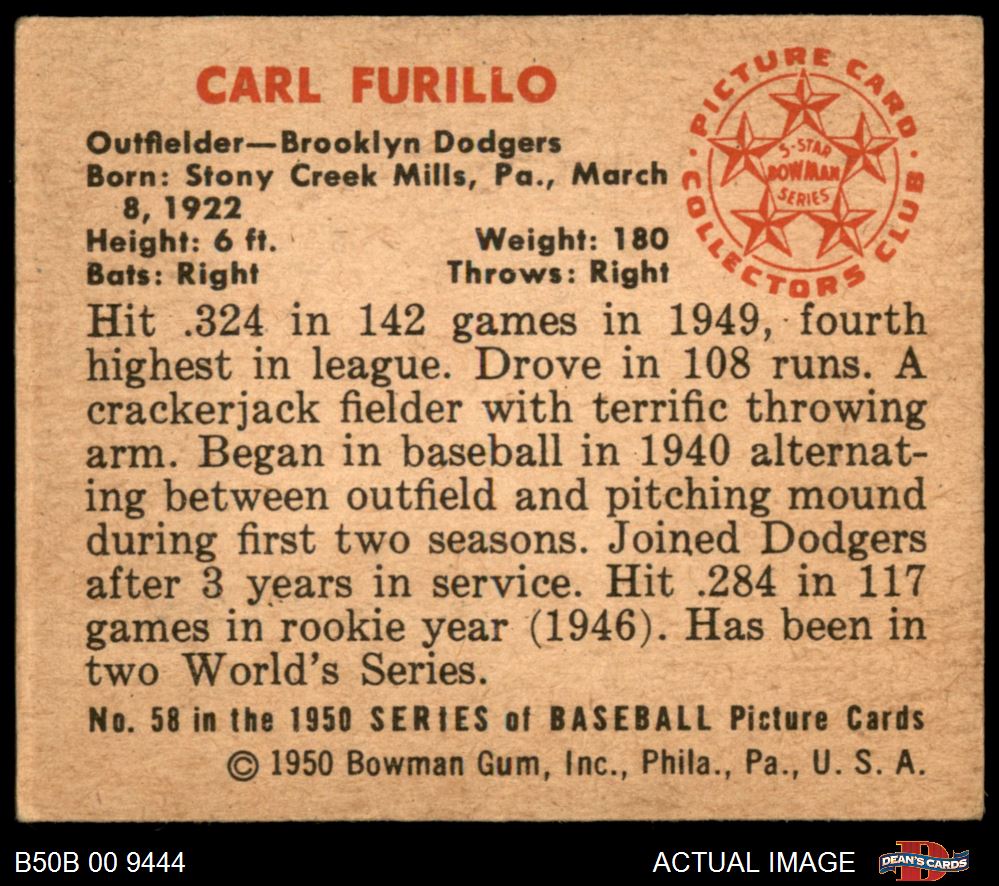 CARL FURILLO
Outfielder—Brooklyn Dodgers
Born: Stony Creek Mills, Pa., March
8, 1922
Height: 6 ft. Weight: 180
Bats: Right Throws: Right
PICTURE CARD COLLECTORS CLUB
5-STAR
BOWMAN
SERIES
Hit .324 in 142 games in 1949, fourth
highest in league. Drove in 108 runs. A
crackerjack fielder with terrific throwing
arm. Began in baseball in 1940 alternat-
ing between outfield and pitching mound
during first two seasons. Joined Dodgers
after 3 years in service. Hit .284 in 117
games in rookie year (1946). Has been in
two World's Series.
No. 58 in the 1950 SERIES of BASEBALL Picture Cards
© 1950 Bowman Gum, Inc., Phila., Pa., U. S. A.
B50B 00 9444
ACTUAL IMAGE
D
DEAN'S CARDS